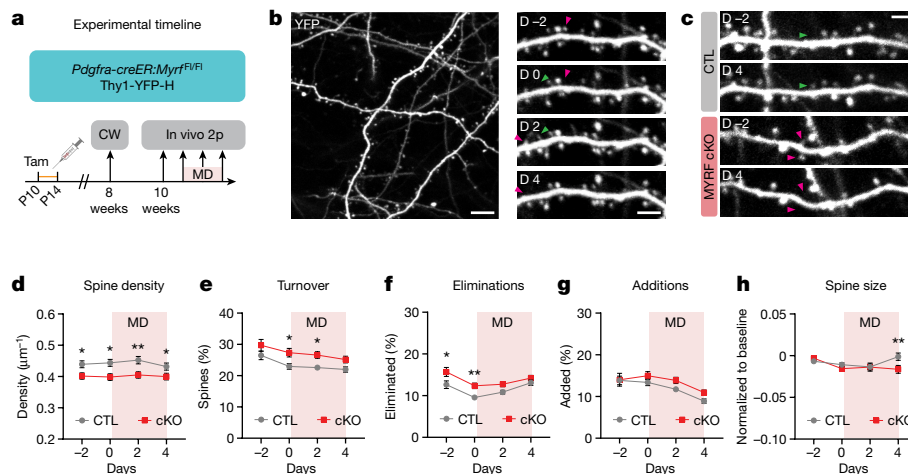 a
Experimental timeline
Pdgfra-creER:Myrf^Fl/Fl
Thy1-YFP-H
Tam
CW
In vivo 2p
MD
P10
P14
8
weeks
10
weeks
b
YFP
D -2
D 0
D 2
D 4
c
CTL
D -2
D 4
MYRF cKO
D -2
D 4
d
Spine density
MD
Density (μm⁻¹)
0.6
0.5
0.4
0.3
0.2
* * ** *
CTL cKO
−2 0 2 4
Days
e
Turnover
MD
Spines (%)
60
40
20
0
* *
CTL cKO
−2 0 2 4
Days
f
Eliminations
MD
Eliminated (%)
30
20
10
0
* **
CTL cKO
−2 0 2 4
Days
g
Additions
MD
Added (%)
30
20
10
0
CTL cKO
−2 0 2 4
Days
h
Spine size
MD
Normalized to baseline
0.05
0
−0.05
−0.10
**
CTL cKO
−2 0 2 4
Days